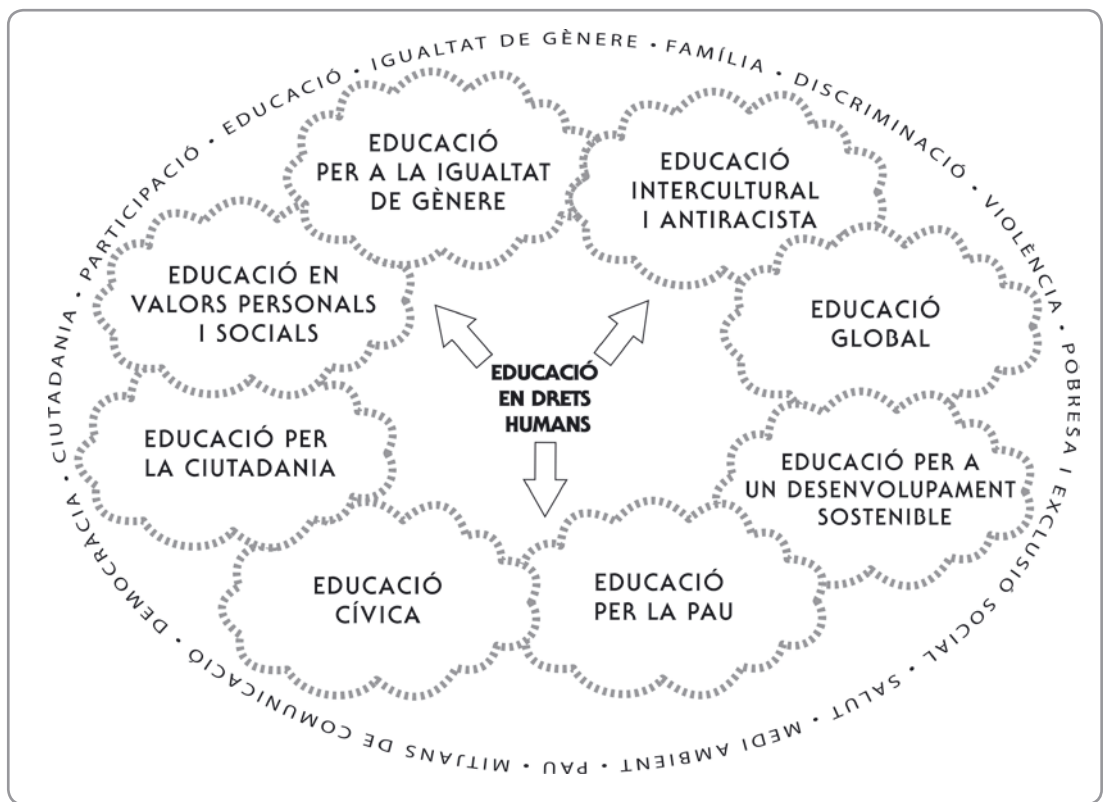 CIUTADANIA • PARTICIPACIÓ • EDUCACIÓ • IGUALTAT DE GÈNERE • FAMÍLIA • DISCRIMINACIÓ • VIOLÈNCIA • POBRESA I EXCLUSIÓ SOCIAL • SALUT • MEDI AMBIENT • PAU • MITJANS DE COMUNICACIÓ • DEMOCRÀCIA •
EDUCACIÓ
PER A LA IGUALTAT
DE GÈNERE
EDUCACIÓ
INTERCULTURAL
I ANTIRACISTA
EDUCACIÓ EN
VALORS PERSONALS
I SOCIALS
EDUCACIÓ
GLOBAL
EDUCACIÓ
EN DRETS
HUMANS
EDUCACIÓ PER
LA CIUTADANIA
EDUCACIÓ PER A
UN DESENVOLUPAMENT
SOSTENIBLE
EDUCACIÓ
CÍVICA
EDUCACIÓ
PER LA PAU